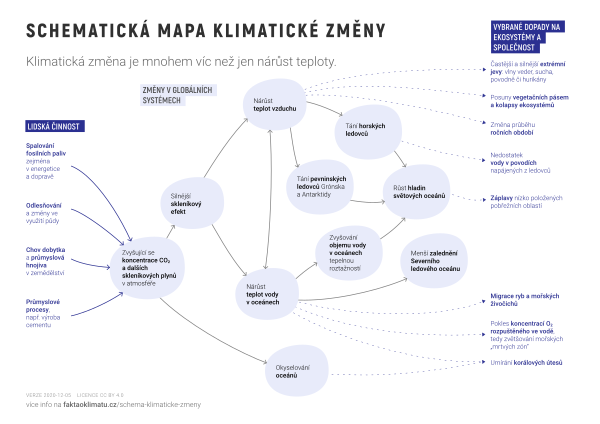 SCHEMATICKÁ MAPA KLIMATICKÉ ZMĚNY
Klimatická změna je mnohem víc než jen nárůst teploty.
VYBRANÉ DOPADY NA
EKOSYSTÉMY A
SPOLEČNOST
ZMĚNY V GLOBÁLNÍCH
SYSTÉMECH
LIDSKÁ ČINNOST
Spalování
fosilních paliv
zejména
v energetice
a dopravě
Odlesňování
a změny ve
využití půdy
Chov dobytka
a průmyslová
hnojiva
v zemědělství
Průmyslové
procesy,
např. výroba
cementu
Zvyšující se
koncentrace CO₂
a dalších
skleníkových plynů
v atmosféře
Silnější
skleníkový
efekt
Nárůst
teplot vzduchu
Tání horských
ledovců
Tání pevninských
ledovců Grónska
a Antarktidy
Růst hladin
světových oceánů
Zvyšování
objemu vody
v oceánech
tepelnou
roztažností
Menší zalednění
Severního
ledového oceánu
Nárůst
teplot vody
v oceánech
Okyselování
oceánů
Častější a silnější extrémní
jevy: vlny veder, sucha,
povodně či hurikány
Posuny vegetačních pásem
a kolapsy ekosystémů
Změna průběhu
ročních období
Nedostatek
vody v povodích
napájených z ledovců
Záplavy nízko položených
pobřežních oblastí
Migrace ryb a mořských
živočichů
Pokles koncentrací O₂
rozpuštěného ve vodě,
tedy zvětšování mořských
„mrtvých zón“
Umírání korálových útesů
VERZE 2020-12-05 LICENCE CC BY 4.0
více info na faktaoklimatu.cz/schema-klimaticke-zmeny